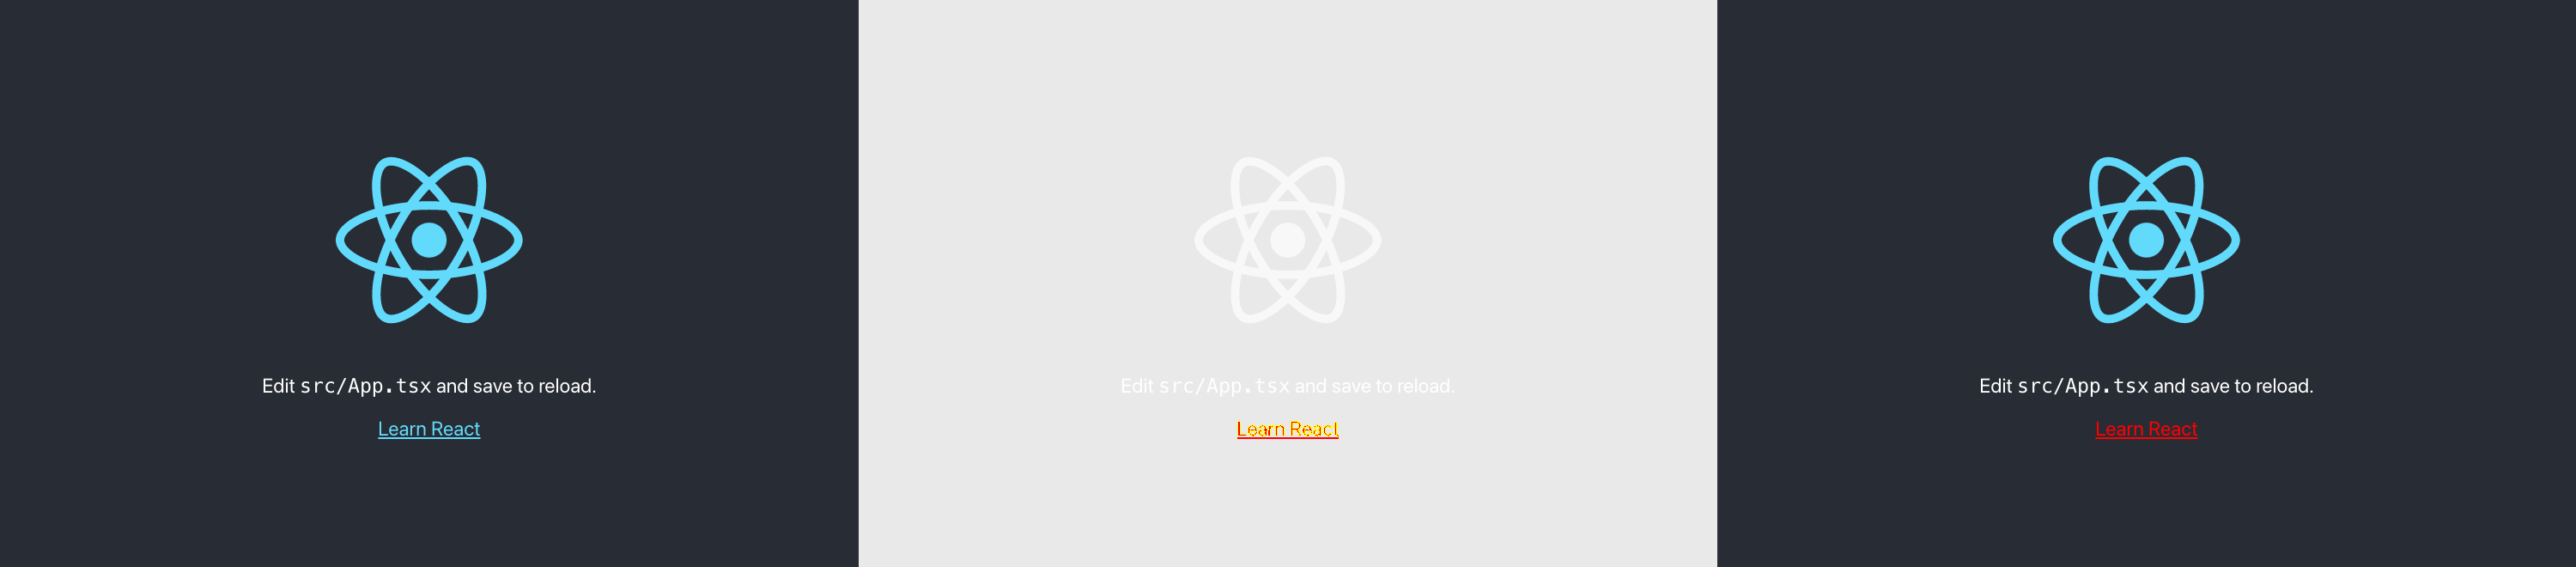 Edit src/App.tsx and save to reload.
Learn React
Edit src/App.tsx and save to reload.
Learn React
Edit src/App.tsx and save to reload.
Learn React